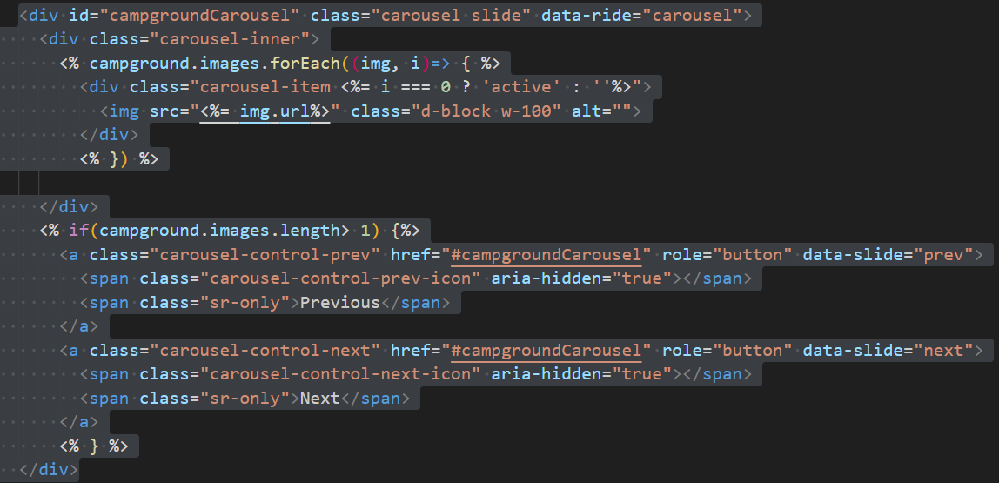 <div id="campgroundCarousel" class="carousel slide" data-ride="carousel">
<div class="carousel-inner">
<% campground.images.forEach((img, i)=> { %>
<div class="carousel-item <%= i === 0 ? 'active' : ''%>">
<img src="<%= img.url%>" class="d-block w-100" alt="">
</div>
<% }) %>
</div>
<% if(campground.images.length> 1) {%>
<a class="carousel-control-prev" href="#campgroundCarousel" role="button" data-slide="prev">
<span class="carousel-control-prev-icon" aria-hidden="true"></span>
<span class="sr-only">Previous</span>
</a>
<a class="carousel-control-next" href="#campgroundCarousel" role="button" data-slide="next">
<span class="carousel-control-next-icon" aria-hidden="true"></span>
<span class="sr-only">Next</span>
</a>
<% } %>
</div>